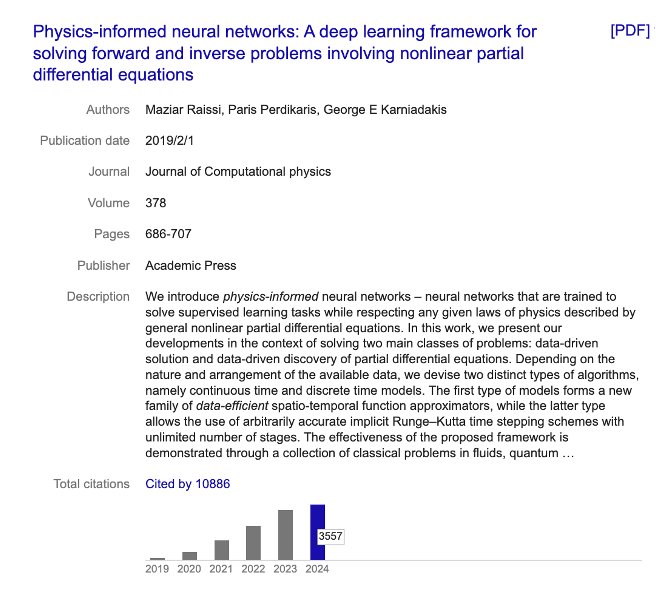 Physics-informed neural networks: A deep learning framework for
solving forward and inverse problems involving nonlinear partial
differential equations
[PDF]
Authors Maziar Raissi, Paris Perdikaris, George E Karniadakis
Publication date 2019/2/1
Journal Journal of Computational physics
Volume 378
Pages 686-707
Publisher Academic Press
Description We introduce physics-informed neural networks – neural networks that are trained to
solve supervised learning tasks while respecting any given laws of physics described by
general nonlinear partial differential equations. In this work, we present our
developments in the context of solving two main classes of problems: data-driven
solution and data-driven discovery of partial differential equations. Depending on the
nature and arrangement of the available data, we devise two distinct types of algorithms,
namely continuous time and discrete time models. The first type of models forms a new
family of data-efficient spatio-temporal function approximators, while the latter type
allows the use of arbitrarily accurate implicit Runge–Kutta time stepping schemes with
unlimited number of stages. The effectiveness of the proposed framework is
demonstrated through a collection of classical problems in fluids, quantum …
Total citations Cited by 10886
3557
2019 2020 2021 2022 2023 2024